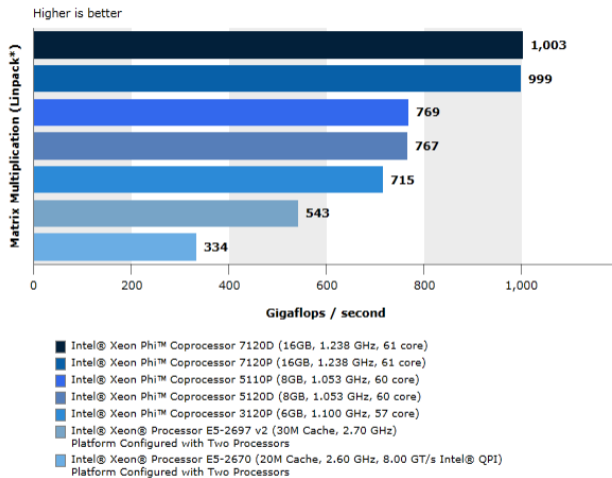 Higher is better
Matrix Multiplication (Linpack*)
1,003
999
769
767
715
543
334
0 200 400 600 800 1,000
Gigaflops / second
Intel® Xeon Phi™ Coprocessor 7120D (16GB, 1.238 GHz, 61 core)
Intel® Xeon Phi™ Coprocessor 7120P (16GB, 1.238 GHz, 61 core)
Intel® Xeon Phi™ Coprocessor 5110P (8GB, 1.053 GHz, 60 core)
Intel® Xeon Phi™ Coprocessor 5120D (8GB, 1.053 GHz, 60 core)
Intel® Xeon Phi™ Coprocessor 3120P (6GB, 1.100 GHz, 57 core)
Intel® Xeon® Processor E5-2697 v2 (30M Cache, 2.70 GHz)
Platform Configured with Two Processors
Intel® Xeon® Processor E5-2670 (20M Cache, 2.60 GHz, 8.00 GT/s Intel® QPI)
Platform Configured with Two Processors